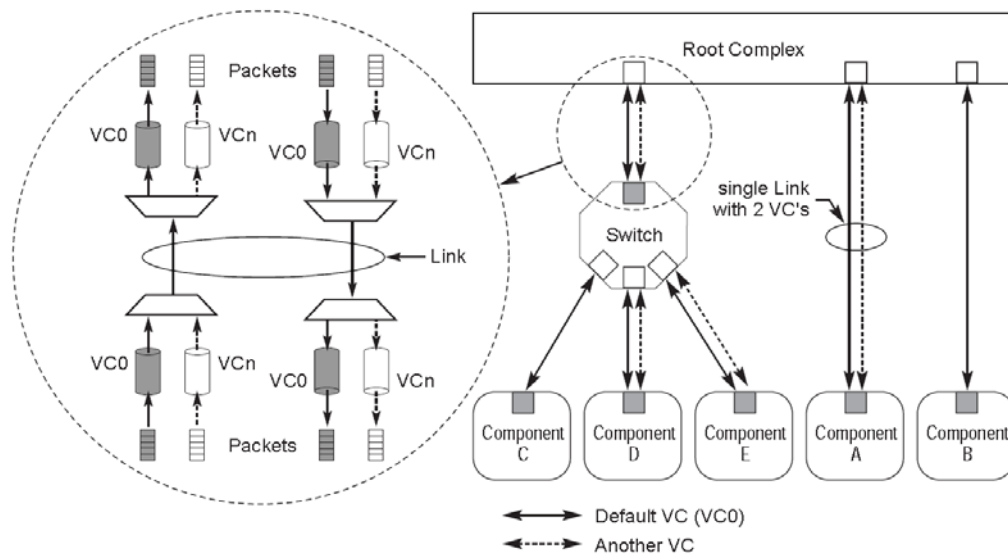 Packets
VC0
VCn
VC0
VCn
Link
VC0
VCn
VC0
VCn
Packets
Root Complex
single Link
with 2 VC's
Switch
Component
C
Component
D
Component
E
Component
A
Component
B
Default VC (VC0)
Another VC